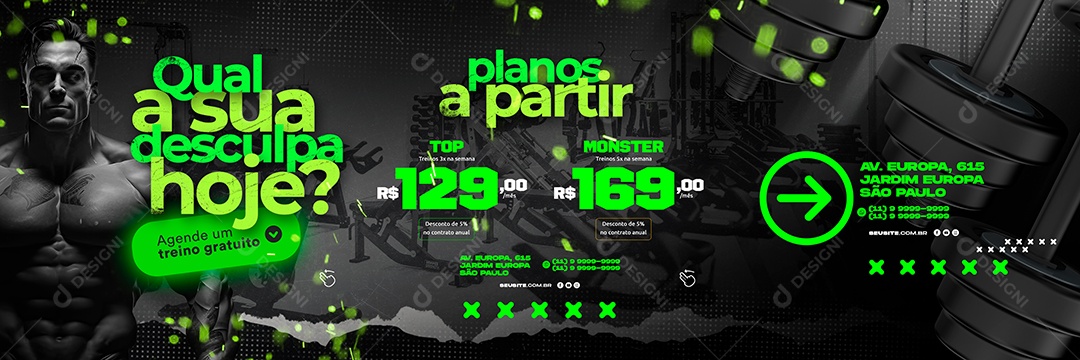 Qual
a sua
desculpa
hoje?
Agende um
treino gratuito
planos
a partir
TOP
Treinos 3x na semana
R$129,00
/mês
Desconto de 5%
no contrato anual
MONSTER
Treinos 5x na semana
R$169,00
/mês
Desconto de 5%
no contrato anual
AV. EUROPA, 615
JARDIM EUROPA
SÃO PAULO
(11) 9 9999-9999
(11) 9 9999-9999
SEUSITE.COM.BR
AV. EUROPA, 615
JARDIM EUROPA
SÃO PAULO
(11) 9 9999-9999
(11) 9 9999-9999
SEUSITE.COM.BR
DESIGNI